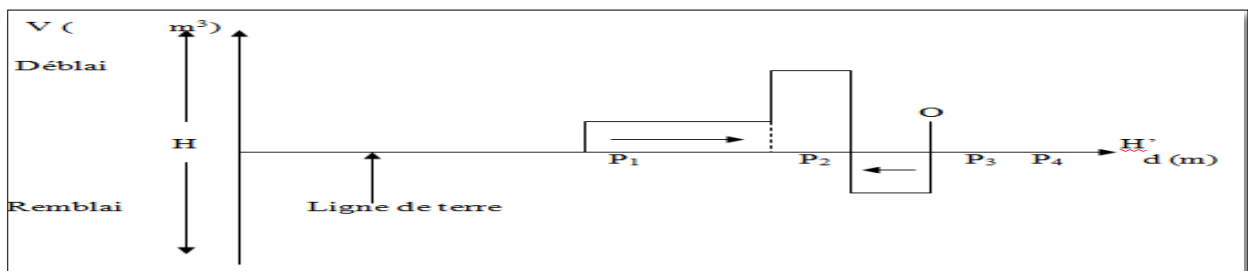 V ( m³)
Déblai
O
H
H'
P₁ P₂ P₃ P₄ d (m)
Remblai
Ligne de terre